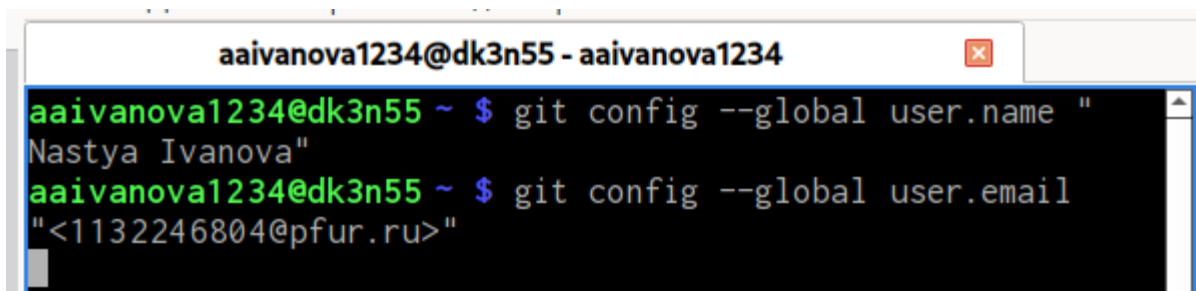 aaivanova1234@dk3n55 - aaivanova1234
aaivanova1234@dk3n55 ~ $ git config --global user.name "
Nastya Ivanova"
aaivanova1234@dk3n55 ~ $ git config --global user.email
"<1132246804@pfur.ru>"